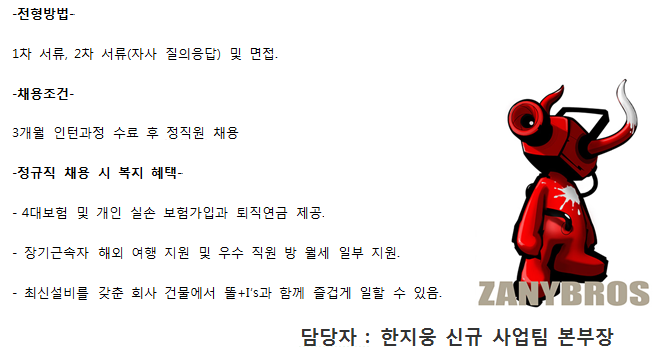 -전형방법-
1차 서류, 2차 서류(자사 질의응답) 및 면접.
-채용조건-
3개월 인턴과정 수료 후 정직원 채용
-정규직 채용 시 복지 혜택-
- 4대보험 및 개인 실손 보험가입과 퇴직연금 제공.
- 장기근속자 해외 여행 지원 및 우수 직원 방 월세 일부 지원.
- 최신설비를 갖춘 회사 건물에서 똘+I's과 함께 즐겁게 일할 수 있음.
ZANYBROS
담당자 : 한지웅 신규 사업팀 본부장